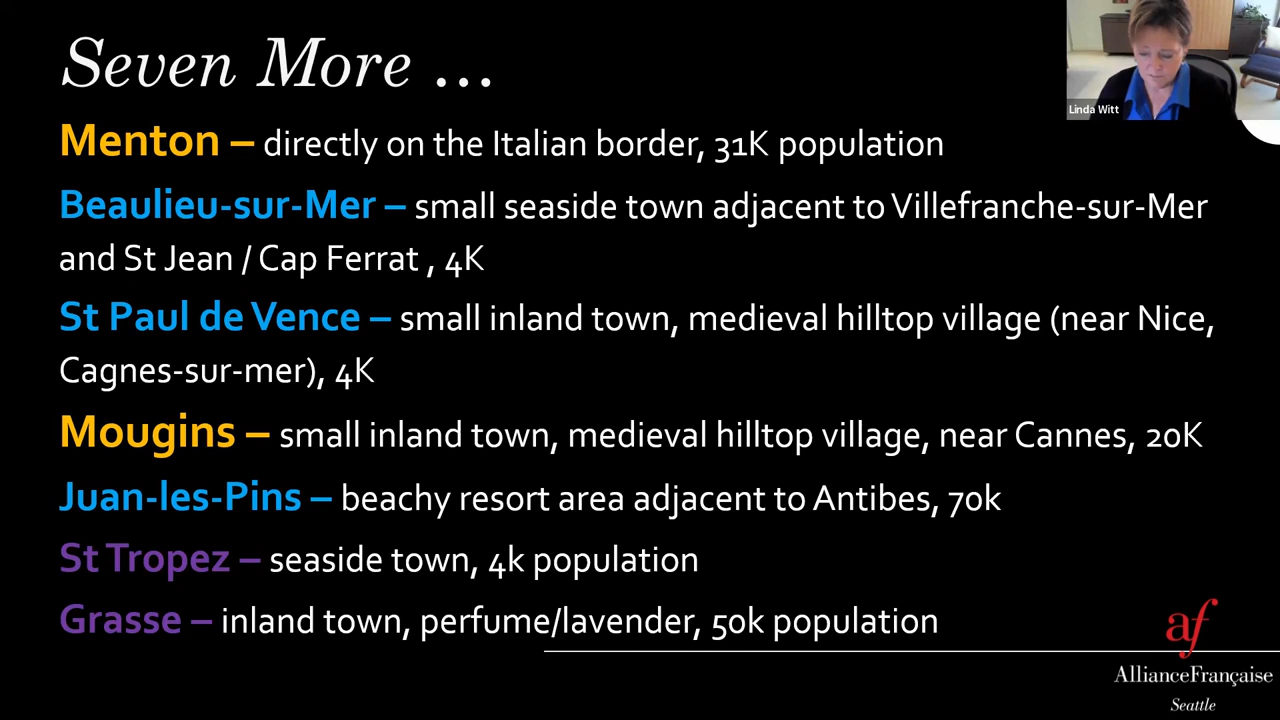 Seven More ...
Linda Witt
Menton – directly on the Italian border, 31K population
Beaulieu-sur-Mer – small seaside town adjacent to Villefranche-sur-Mer
and St Jean / Cap Ferrat , 4K
St Paul de Vence – small inland town, medieval hilltop village (near Nice,
Cagnes-sur-mer), 4K
Mougins – small inland town, medieval hilltop village, near Cannes, 20K
Juan-les-Pins – beachy resort area adjacent to Antibes, 70k
St Tropez – seaside town, 4k population
Grasse – inland town, perfume/lavender, 50k population
af
AllianceFrançaise
Seattle